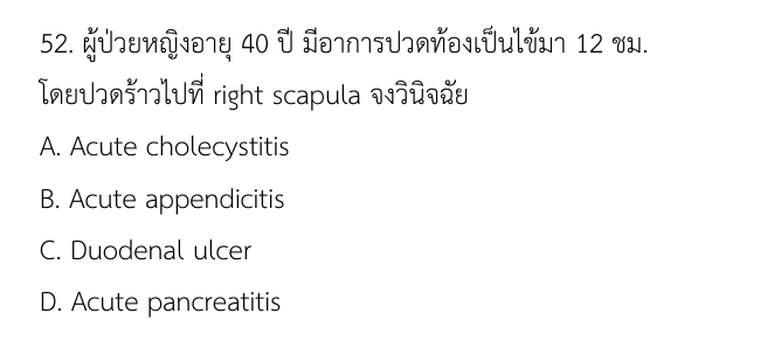 52. ผู้ป่วยหญิงอายุ 40 ปี มีอาการปวดท้องเป็นไข้มา 12 ชม.
โดยปวดร้าวไปที่ right scapula จงวินิจฉัย
A. Acute cholecystitis
B. Acute appendicitis
C. Duodenal ulcer
D. Acute pancreatitis